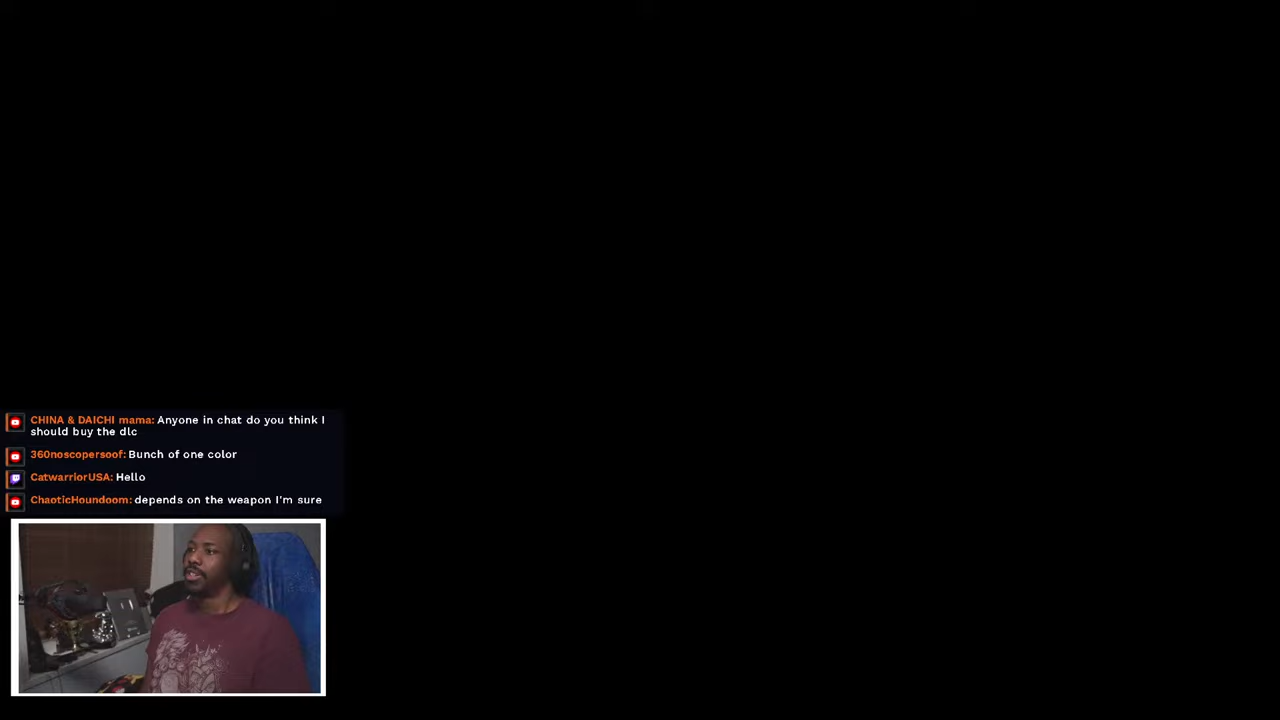 CHINA & DAICHI mama: Anyone in chat do you think I
should buy the dlc
360noscopersoof: Bunch of one color
CatwarriorUSA: Hello
ChaoticHoundoom: depends on the weapon I'm sure